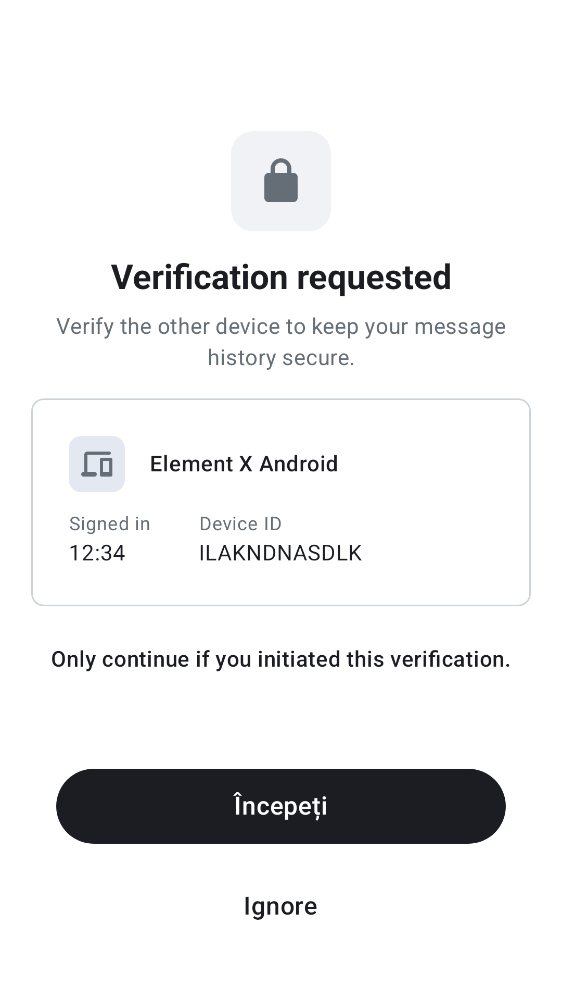 Verification requested
Verify the other device to keep your message
history secure.
Element X Android
Signed in
Device ID
12:34
ILAKNDNASDLK
Only continue if you initiated this verification.
Începeți
Ignore